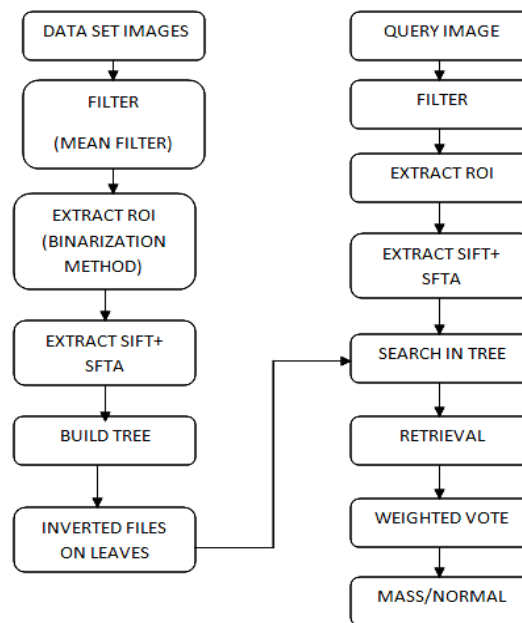 DATA SET IMAGES
FILTER
(MEAN FILTER)
EXTRACT ROI
(BINARIZATION
METHOD)
EXTRACT SIFT+
SFTA
BUILD TREE
INVERTED FILES
ON LEAVES
QUERY IMAGE
FILTER
EXTRACT ROI
EXTRACT SIFT+
SFTA
SEARCH IN TREE
RETRIEVAL
WEIGHTED VOTE
MASS/NORMAL